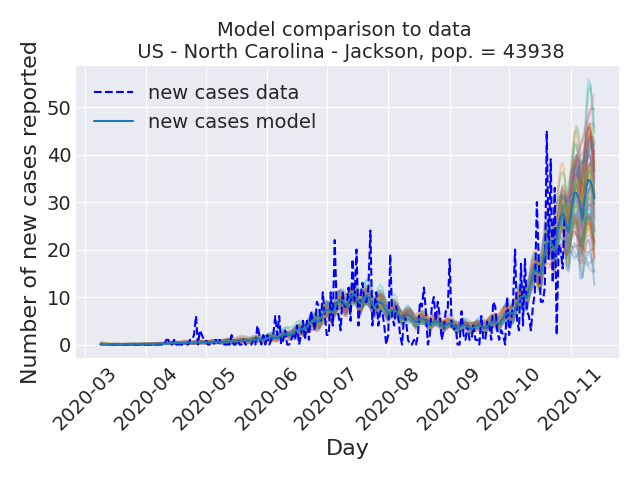 Model comparison to data
US - North Carolina - Jackson, pop. = 43938
Number of new cases reported
50
40
30
20
10
0
new cases data
new cases model
2020-03
2020-04
2020-05
2020-06
2020-07
2020-08
2020-09
2020-10
2020-11
Day